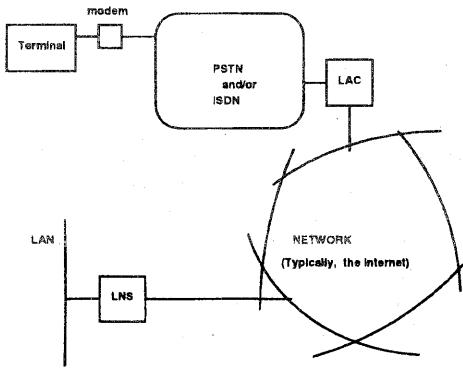 modem
Terminal
PSTN
and/or
ISDN
LAC
LAN
NETWORK
(Typically, the Internet)
LNS